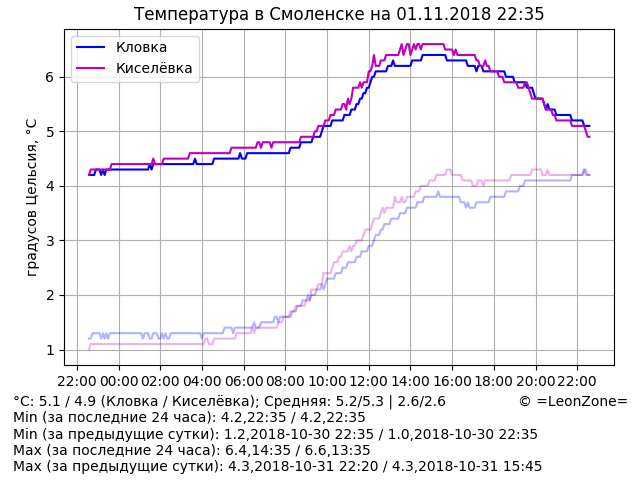 Температура в Смоленске на 01.11.2018 22:35
Кловка
Киселёвка
градусов Цельсия, °C
6
5
4
3
2
1
22:00 00:00 02:00 04:00 06:00 08:00 10:00 12:00 14:00 16:00 18:00 20:00 22:00
°C: 5.1 / 4.9 (Кловка / Киселёвка); Средняя: 5.2/5.3 | 2.6/2.6 © =LeonZone=
Min (за последние 24 часа): 4.2,22:35 / 4.2,22:35
Min (за предыдущие сутки): 1.2,2018-10-30 22:35 / 1.0,2018-10-30 22:35
Max (за последние 24 часа): 6.4,14:35 / 6.6,13:35
Max (за предыдущие сутки): 4.3,2018-10-31 22:20 / 4.3,2018-10-31 15:45